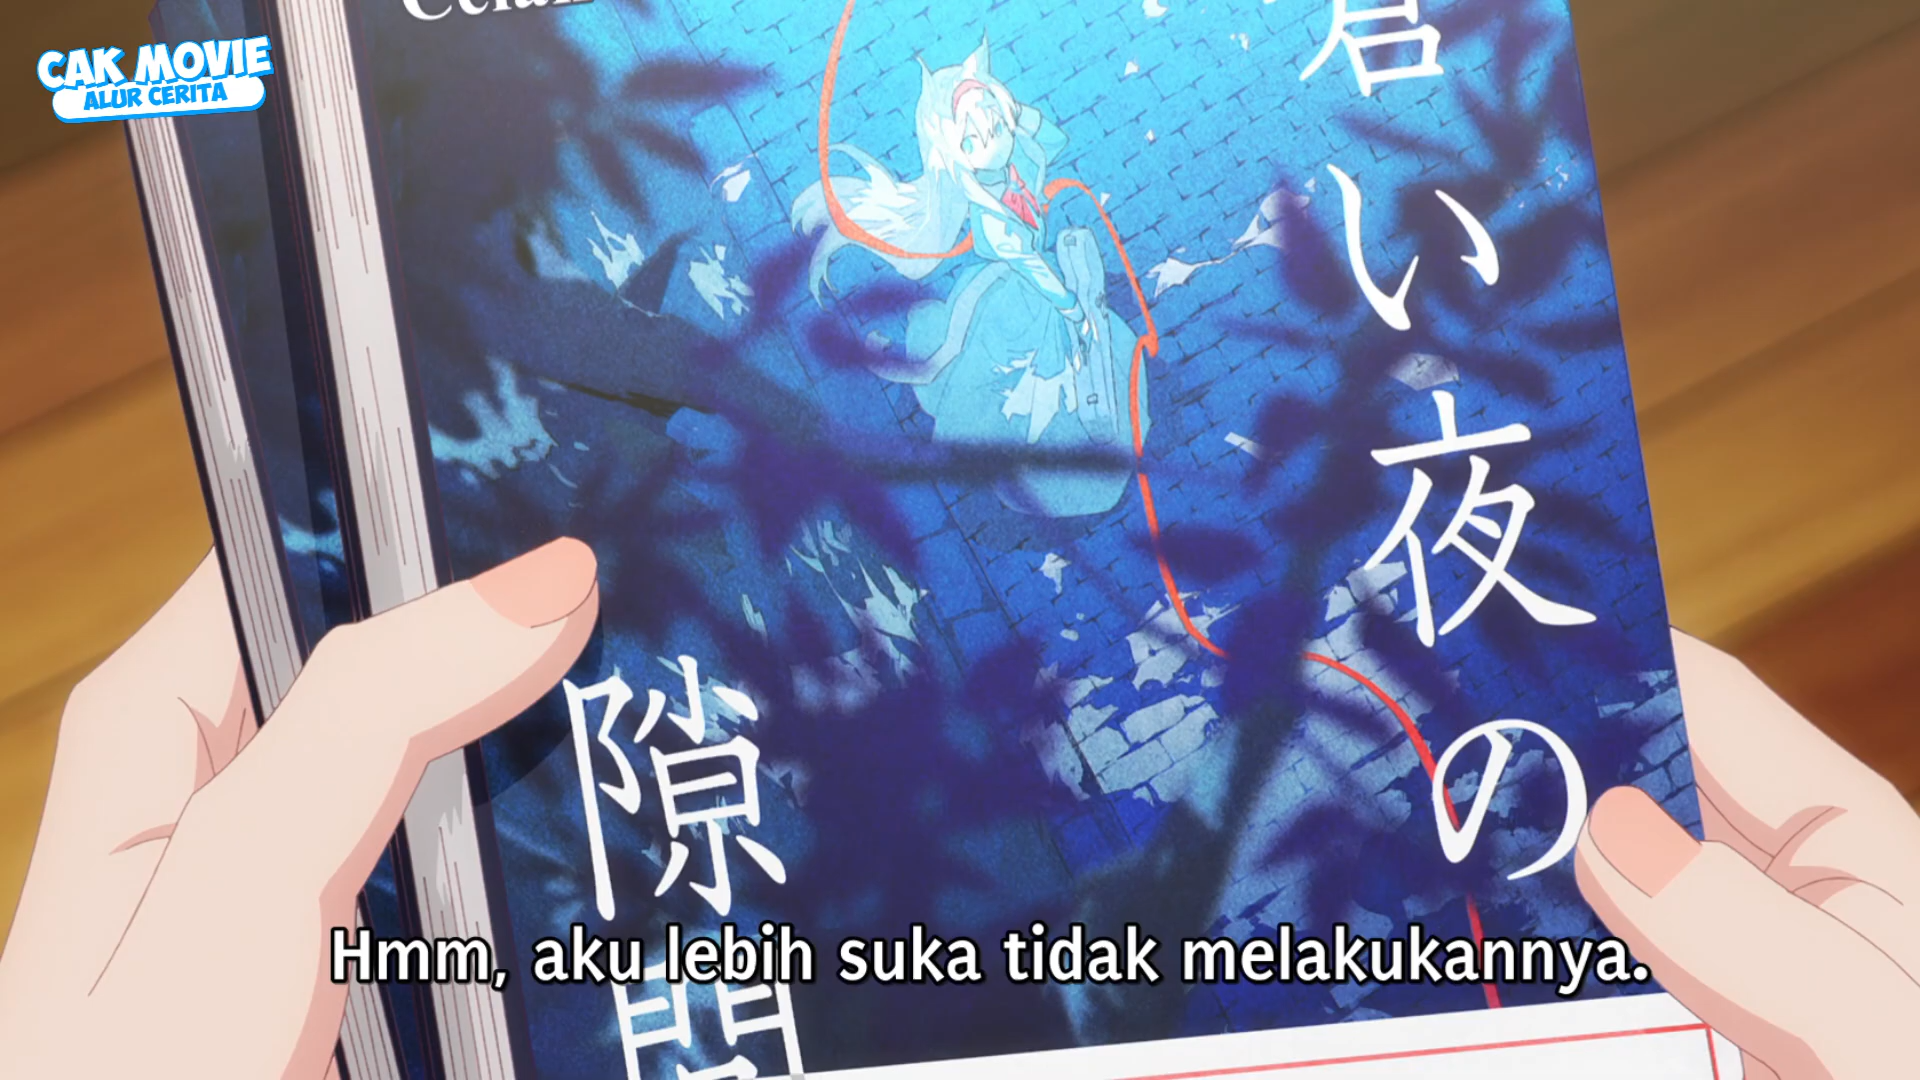 CAK MOVIE
ALUR CERITA
蒼い夜の
隙間
Hmm, aku lebih suka tidak melakukannya.